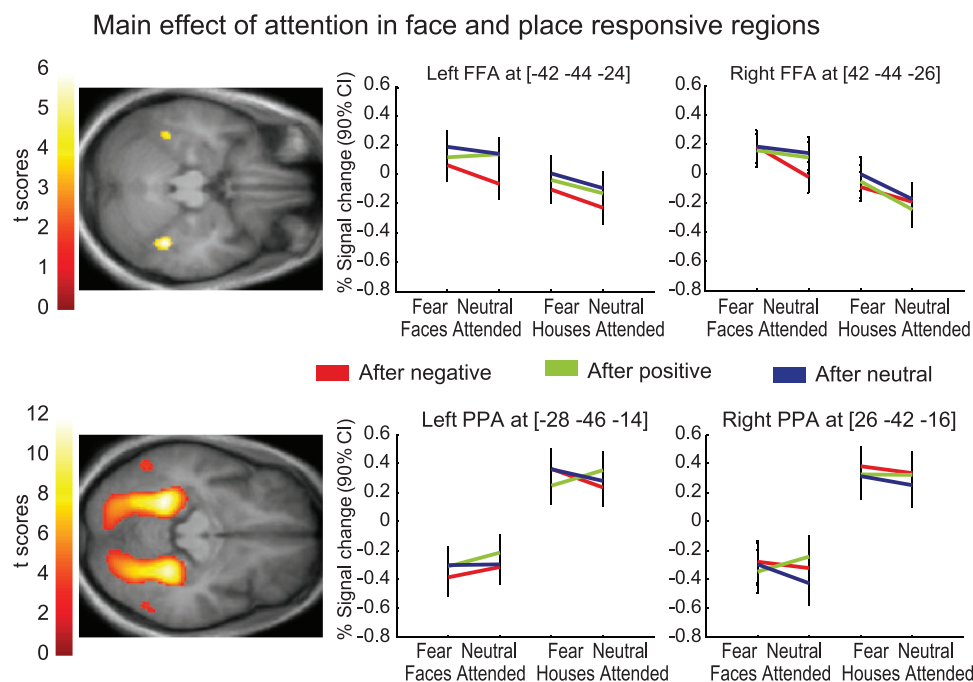 Main effect of attention in face and place responsive regions
t scores
6
5
4
3
2
1
0
Left FFA at [-42 -44 -24]
% Signal change (90% CI)
0.6
0.4
0.2
0
-0.2
-0.4
-0.6
-0.8
Fear Neutral Fear Neutral
Faces Attended Houses Attended
Right FFA at [42 -44 -26]
0.6
0.4
0.2
0
-0.2
-0.4
-0.6
-0.8
Fear Neutral Fear Neutral
Faces Attended Houses Attended
After negative After positive After neutral
t scores
12
10
8
6
4
2
0
Left PPA at [-28 -46 -14]
% Signal change (90% CI)
0.6
0.4
0.2
0
-0.2
-0.4
-0.6
-0.8
Fear Neutral Fear Neutral
Faces Attended Houses Attended
Right PPA at [26 -42 -16]
0.6
0.4
0.2
0
-0.2
-0.4
-0.6
-0.8
Fear Neutral Fear Neutral
Faces Attended Houses Attended